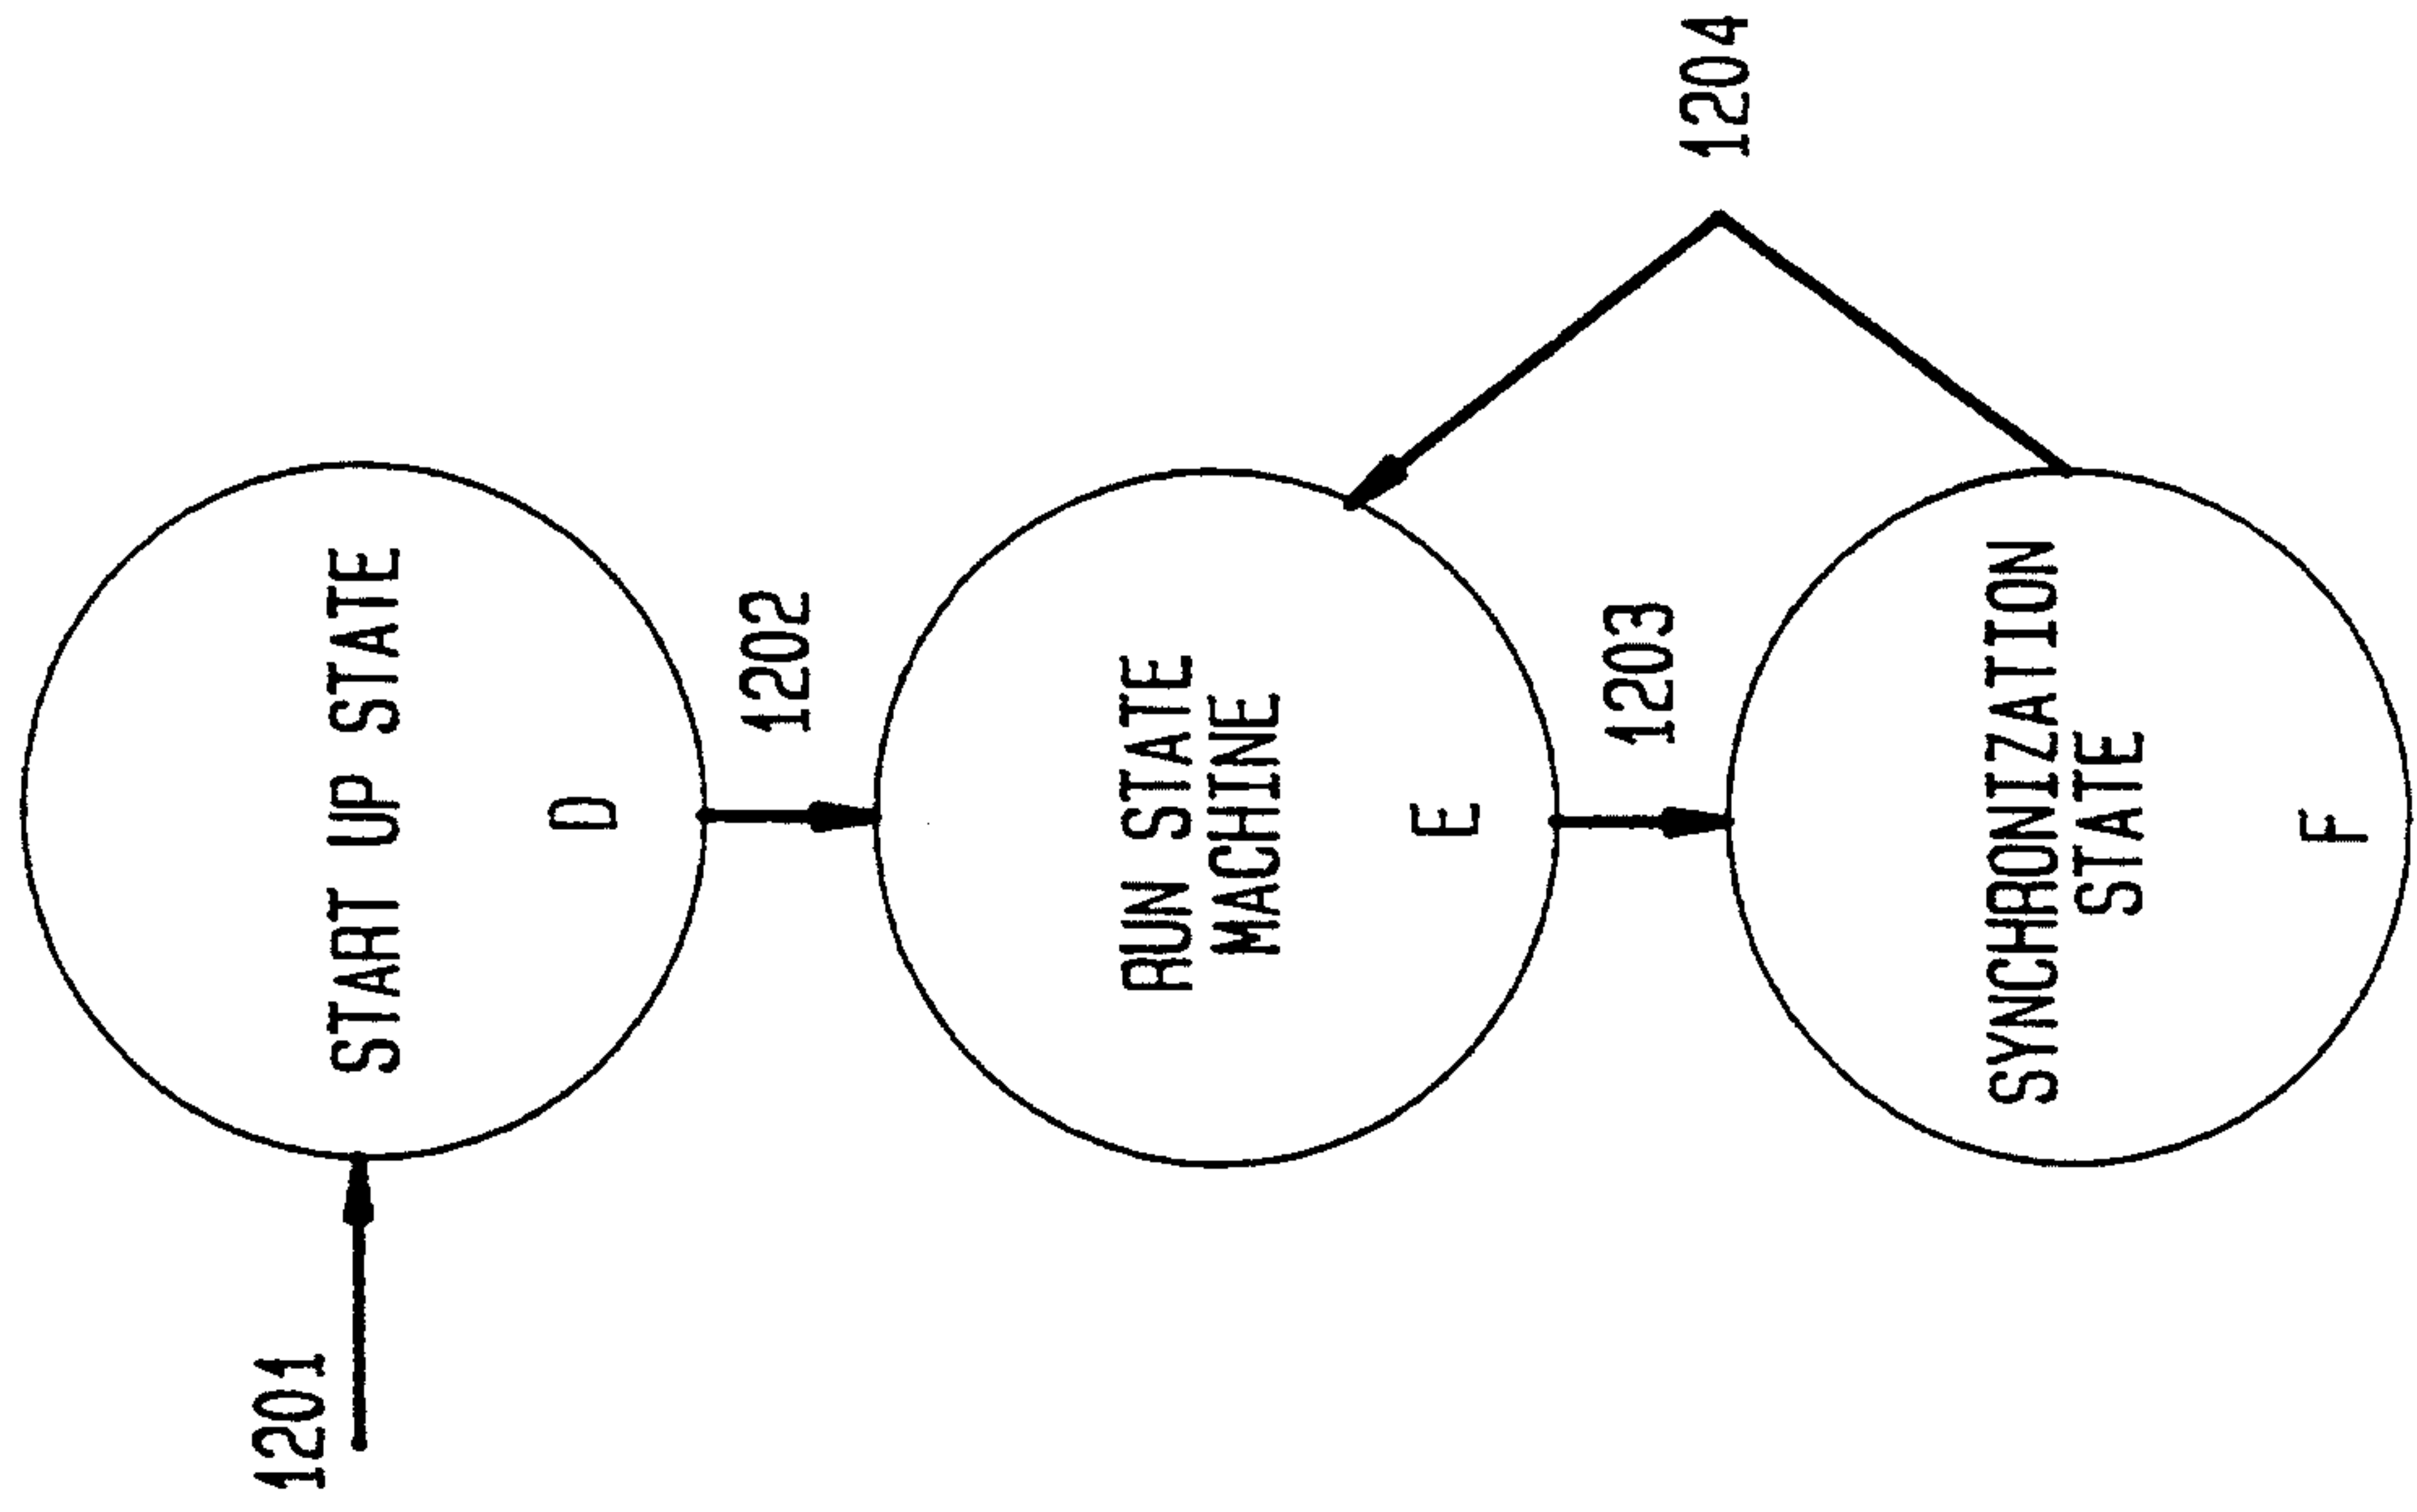 1201
START UP STATE
D
1202
RUN STATE
MACHINE
E
1203
1204
SYNCHRONIZATION
STATE
F